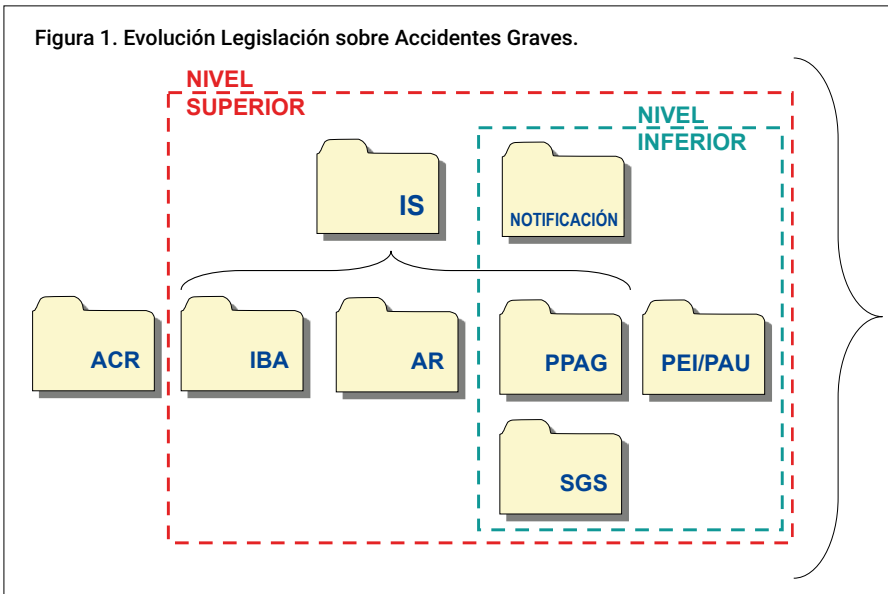 Figura 1. Evolución Legislación sobre Accidentes Graves.
NIVEL
SUPERIOR
NIVEL
INFERIOR
IS
NOTIFICACIÓN
ACR
IBA
AR
PPAG
PEI/PAU
SGS